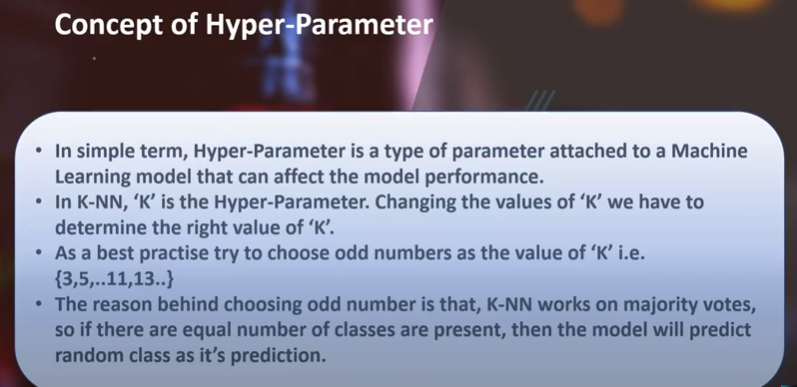 Concept of Hyper-Parameter
• In simple term, Hyper-Parameter is a type of parameter attached to a Machine
Learning model that can affect the model performance.
• In K-NN, ‘K’ is the Hyper-Parameter. Changing the values of ‘K’ we have to
determine the right value of ‘K’.
• As a best practise try to choose odd numbers as the value of ‘K’ i.e.
{3,5,..11,13..}
• The reason behind choosing odd number is that, K-NN works on majority votes,
so if there are equal number of classes are present, then the model will predict
random class as it’s prediction.